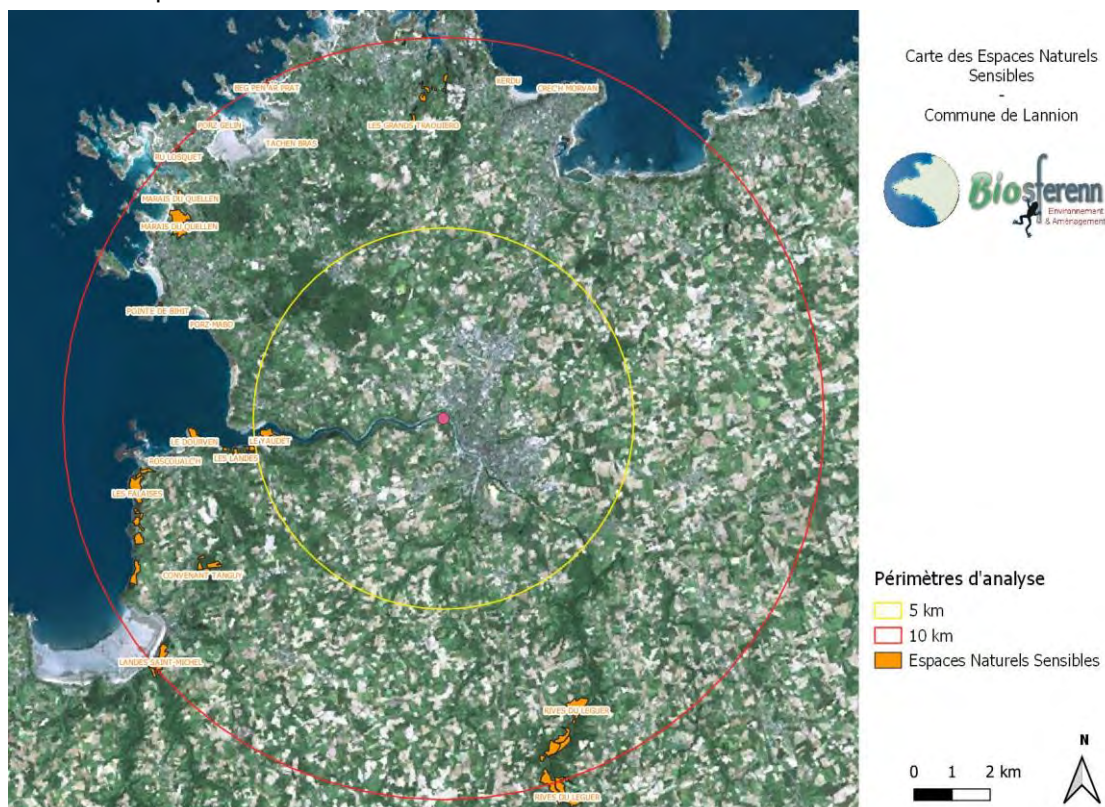 Carte des Espaces Naturels
Sensibles
-
Commune de Lannion
Biosferenn
Environnement
& Aménagement
BEG PEN AR PRAT
KERDU
CRECH MORVAN
PORZ GELIN
LES GRANDS TRAOUIERO
TACHEN BRAS
RU LOSQUET
MARAIS DU QUELLEN
MARAIS DU QUELLEN
POINTE DE BIHIT
PORZ MABO
LE DOURVEN
LE YAUDET
LES LANDES
ROSCOUALC'H
LES FALAISES
CONVENANT TANGUY
LANDES SAINT-MICHEL
RIVES DU LEGUER
RIVES DU LEGUER
Périmètres d'analyse
5 km
10 km
Espaces Naturels Sensibles
N
0 1 2 km